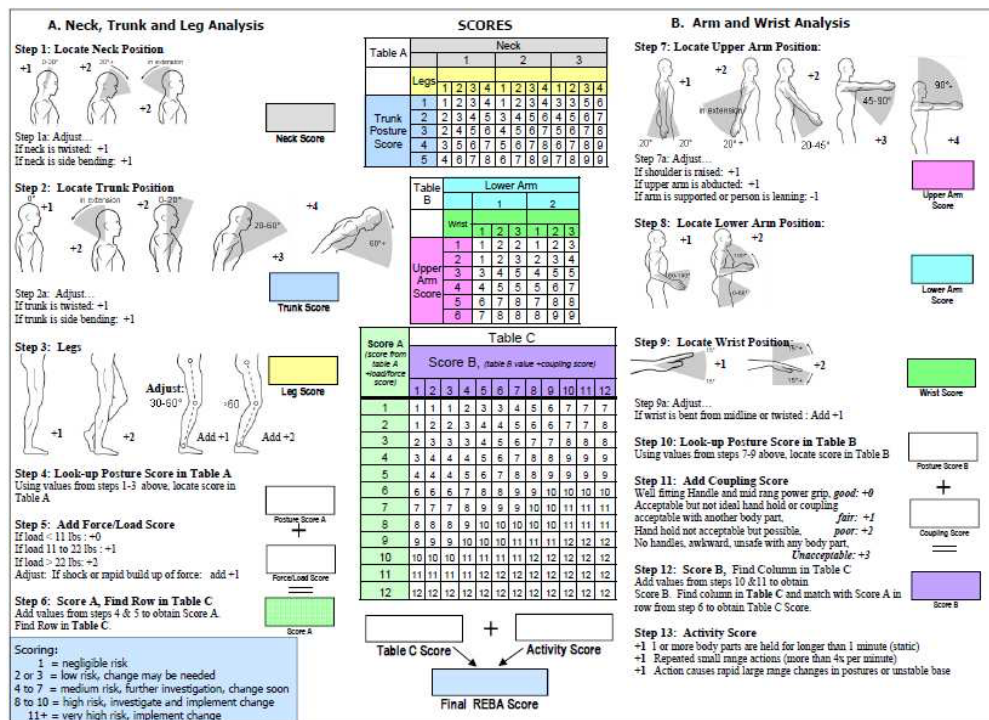 A. Neck, Trunk and Leg Analysis
Step 1: Locate Neck Position
+1
0-20°
+2
20°+
in extension
+2
Neck Score
Step 1a: Adjust…
If neck is twisted: +1
If neck is side bending: +1
Step 2: Locate Trunk Position
0°
+1
in extension
+2
0-20°
+2
20-60°
+3
+4
60°+
Trunk Score
Step 2a: Adjust…
If trunk is twisted: +1
If trunk is side bending: +1
Step 3: Legs
+1
+2
Adjust:
30-60°
Add +1
>60
Add +2
Leg Score
Step 4: Look-up Posture Score in Table A
Using values from steps 1-3 above, locate score in
Table A
Posture Score A
+
Step 5: Add Force/Load Score
If load < 11 lbs : +0
If load 11 to 22 lbs : +1
If load > 22 lbs: +2
Adjust: If shock or rapid build up of force: add +1
Force/Load Score
=
Step 6: Score A, Find Row in Table C
Add values from steps 4 & 5 to obtain Score A.
Find Row in Table C.
Score A
Scoring:
1 = negligible risk
2 or 3 = low risk, change may be needed
4 to 7 = medium risk, further investigation, change soon
8 to 10 = high risk, investigate and implement change
11+ = very high risk, implement change
SCORES
Table A
Neck
1 2 3
Legs
1 2 3 4 1 2 3 4 1 2 3 4
Trunk Posture Score
1 1 2 3 4 1 2 3 4 3 3 5 6
2 2 3 4 5 3 4 5 6 4 5 6 7
3 2 4 5 6 4 5 6 7 5 6 7 8
4 3 5 6 7 5 6 7 8 6 7 8 9
5 4 6 7 8 6 7 8 9 7 8 9 9
Table B
Lower Arm
1 2
Wrist
1 2 3 1 2 3
Upper Arm Score
1 1 2 2 1 2 3
2 1 2 3 2 3 4
3 3 4 5 4 5 5
4 4 5 5 5 6 7
5 6 7 8 7 8 8
6 7 8 8 8 9 9
Score A
(score from table A +load/force score)
Table C
Score B, (table B value +coupling score)
1 2 3 4 5 6 7 8 9 10 11 12
1 1 1 1 2 3 3 4 5 6 7 7 7
2 1 2 2 3 4 4 5 6 6 7 7 8
3 2 3 3 3 4 5 6 7 7 8 8 8
4 3 4 4 4 5 6 7 8 8 9 9 9
5 4 4 4 5 6 7 8 8 9 9 9 9
6 6 6 6 7 8 8 9 9 10 10 10 10
7 7 7 7 8 9 9 9 10 10 11 11 11
8 8 8 8 9 10 10 10 10 10 11 11 11
9 9 9 9 10 10 10 11 11 11 12 12 12
10 10 10 10 11 11 11 11 12 12 12 12 12
11 11 11 11 11 12 12 12 12 12 12 12 12
12 12 12 12 12 12 12 12 12 12 12 12 12
+
Table C Score
Activity Score
Final REBA Score
B. Arm and Wrist Analysis
Step 7: Locate Upper Arm Position:
+1
20° 20°
+2
in extension
20° +
+2
20-45°
45-90°
+3
90°+
+4
Step 7a: Adjust…
If shoulder is raised: +1
If upper arm is abducted: +1
If arm is supported or person is leaning: -1
Upper Arm Score
Step 8: Locate Lower Arm Position:
+1
+2
Lower Arm Score
Step 9: Locate Wrist Position:
15°
15°
+1
15°+
15°+
+2
Wrist Score
Step 9a: Adjust…
If wrist is bent from midline or twisted : Add +1
Step 10: Look-up Posture Score in Table B
Using values from steps 7-9 above, locate score in Table B
Posture Score B
+
Step 11: Add Coupling Score
Well fitting Handle and mid rang power grip, good: +0
Acceptable but not ideal hand hold or coupling
acceptable with another body part, fair: +1
Hand hold not acceptable but possible, poor: +2
No handles, awkward, unsafe with any body part,
Unacceptable: +3
Coupling Score
=
Step 12: Score B, Find Column in Table C
Add values from steps 10 &11 to obtain
Score B. Find column in Table C and match with Score A in
row from step 6 to obtain Table C Score.
Score B
Step 13: Activity Score
+1 1 or more body parts are held for longer than 1 minute (static)
+1 Repeated small range actions (more than 4x per minute)
+1 Action causes rapid large range changes in postures or unstable base